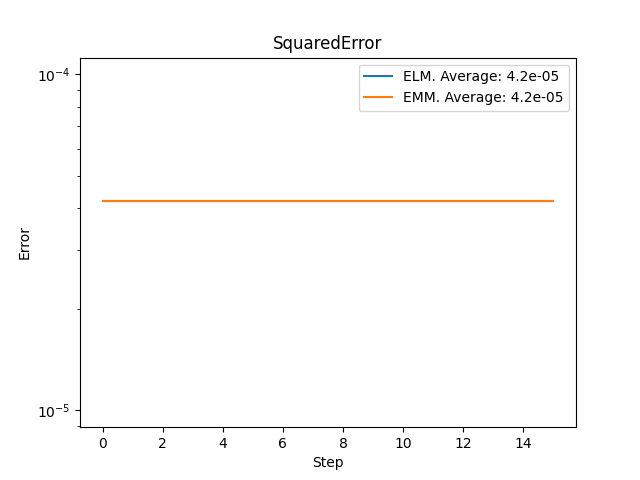 SquaredError
ELM. Average: 4.2e-05
EMM. Average: 4.2e-05
10⁻⁴
10⁻⁵
Error
0 2 4 6 8 10 12 14
Step